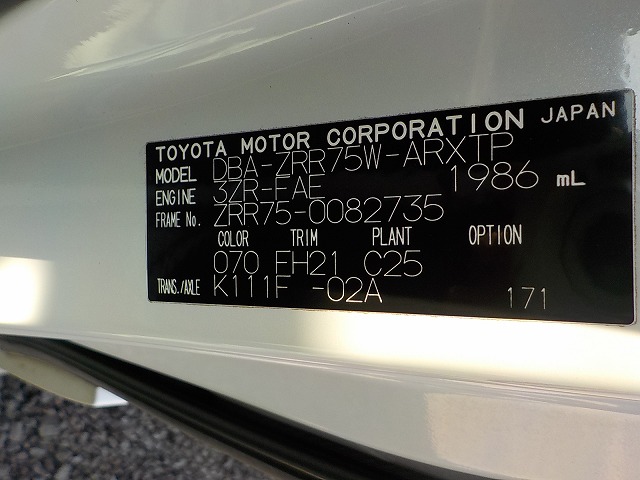 TOYOTA MOTOR CORPORATION JAPAN
MODEL DBA-ZRR75W-ARXTP
ENGINE 3ZR-FAE 1986 mL
FRAME No. ZRR75-0082735
COLOR TRIM PLANT OPTION
070 FH21 C25
TRANS./AXLE K111F -02A 171